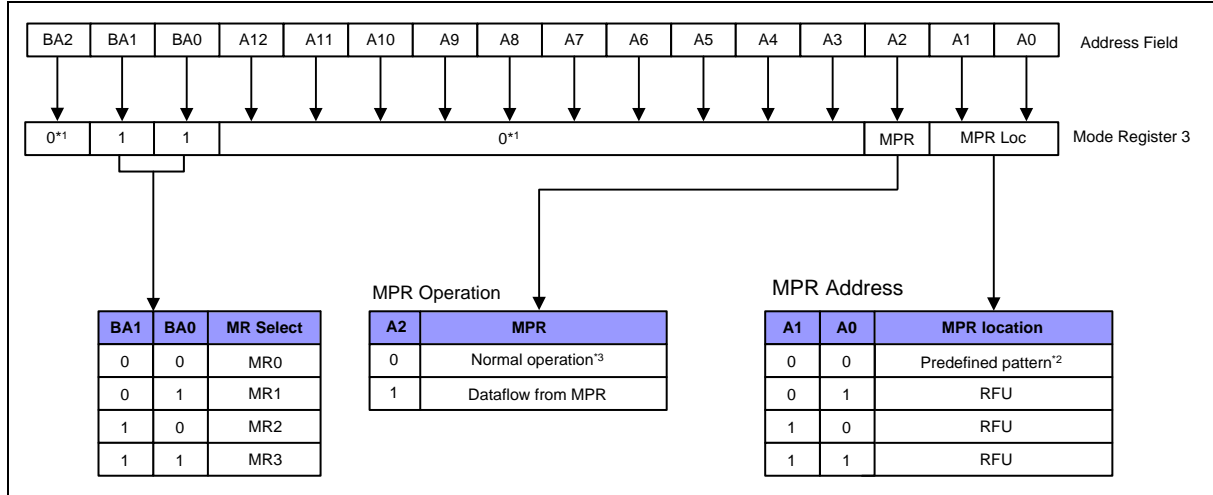 BA2 BA1 BA0 A12 A11 A10 A9 A8 A7 A6 A5 A4 A3 A2 A1 A0 Address Field
0*1 1 1 0*1 MPR MPR Loc Mode Register 3
MPR Operation MPR Address
BA1 BA0 MR Select A2 MPR A1 A0 MPR location
0 0 MR0 0 Normal operation*3 0 0 Predefined pattern*2
0 1 MR1 1 Dataflow from MPR 0 1 RFU
1 0 MR2 1 0 RFU
1 1 MR3 1 1 RFU